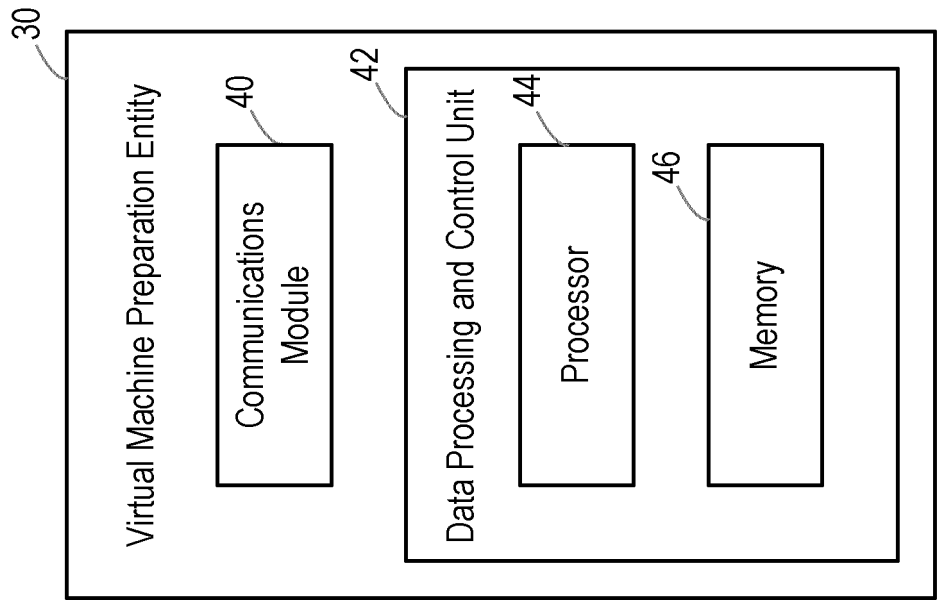 30
Virtual Machine Preparation Entity
40
Communications
Module
42
Data Processing and Control Unit
44
Processor
46
Memory